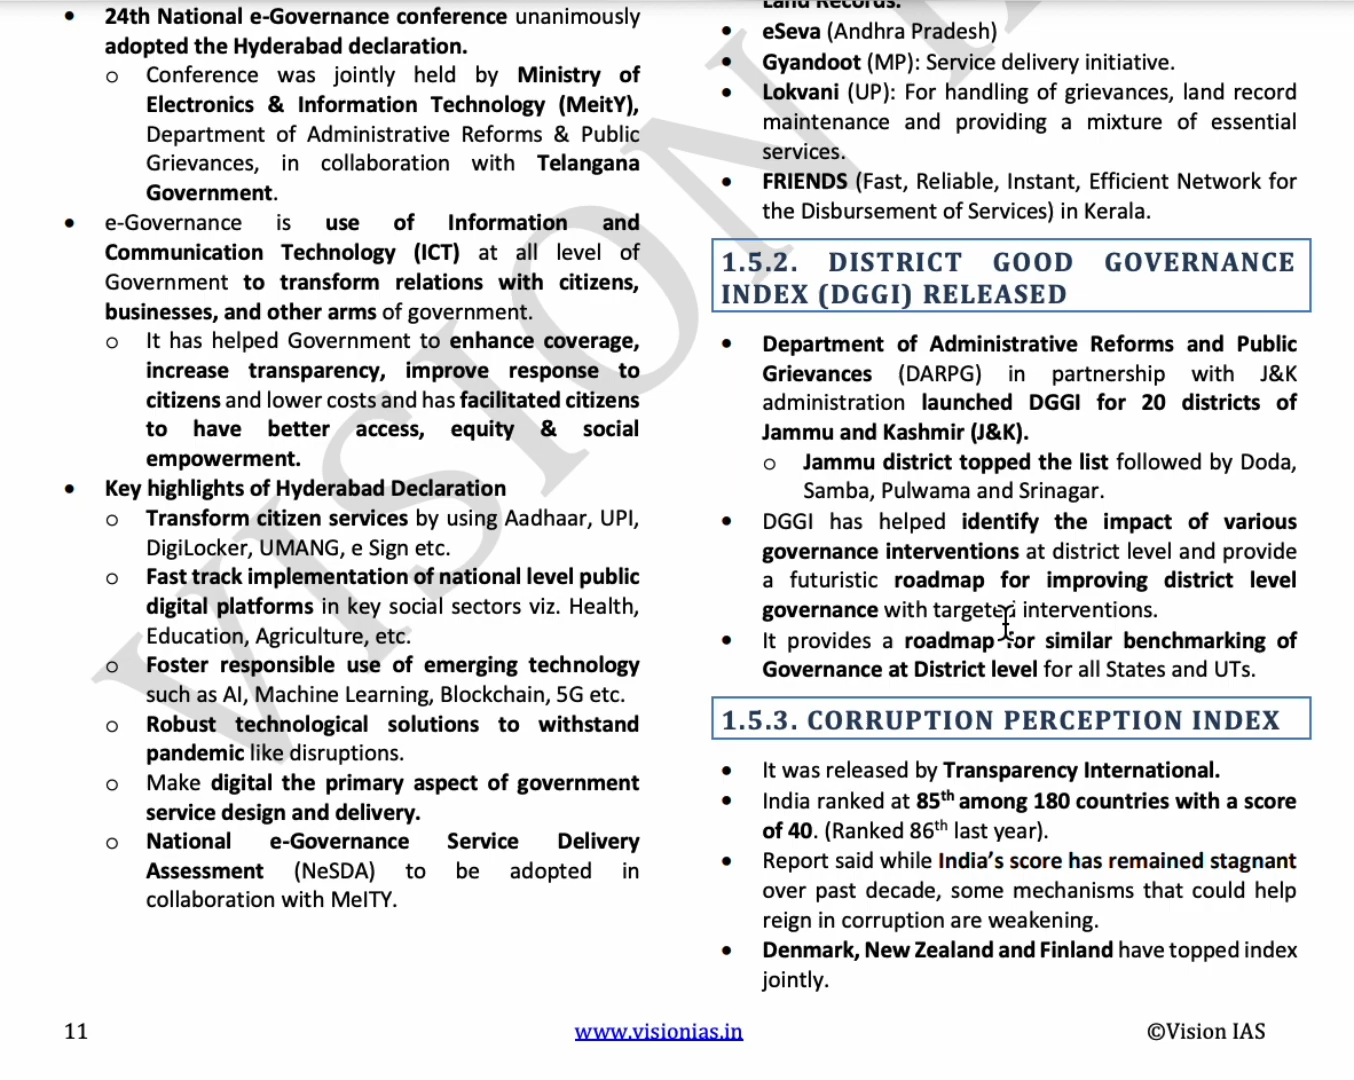 • 24th National e-Governance conference unanimously
adopted the Hyderabad declaration.
o Conference was jointly held by Ministry of
Electronics & Information Technology (MeitY),
Department of Administrative Reforms & Public
Grievances, in collaboration with Telangana
Government.
• e-Governance is use of Information and
Communication Technology (ICT) at all level of
Government to transform relations with citizens,
businesses, and other arms of government.
o It has helped Government to enhance coverage,
increase transparency, improve response to
citizens and lower costs and has facilitated citizens
to have better access, equity & social
empowerment.
• Key highlights of Hyderabad Declaration
o Transform citizen services by using Aadhaar, UPI,
DigiLocker, UMANG, e Sign etc.
o Fast track implementation of national level public
digital platforms in key social sectors viz. Health,
Education, Agriculture, etc.
o Foster responsible use of emerging technology
such as AI, Machine Learning, Blockchain, 5G etc.
o Robust technological solutions to withstand
pandemic like disruptions.
o Make digital the primary aspect of government
service design and delivery.
o National e-Governance Service Delivery
Assessment (NeSDA) to be adopted in
collaboration with MeITY.
Land Records.
• eSeva (Andhra Pradesh)
• Gyandoot (MP): Service delivery initiative.
• Lokvani (UP): For handling of grievances, land record
maintenance and providing a mixture of essential
services.
• FRIENDS (Fast, Reliable, Instant, Efficient Network for
the Disbursement of Services) in Kerala.
1.5.2. DISTRICT GOOD GOVERNANCE
INDEX (DGGI) RELEASED
• Department of Administrative Reforms and Public
Grievances (DARPG) in partnership with J&K
administration launched DGGI for 20 districts of
Jammu and Kashmir (J&K).
o Jammu district topped the list followed by Doda,
Samba, Pulwama and Srinagar.
• DGGI has helped identify the impact of various
governance interventions at district level and provide
a futuristic roadmap for improving district level
governance with targeted interventions.
• It provides a roadmap for similar benchmarking of
Governance at District level for all States and UTs.
1.5.3. CORRUPTION PERCEPTION INDEX
• It was released by Transparency International.
• India ranked at 85th among 180 countries with a score
of 40. (Ranked 86th last year).
• Report said while India's score has remained stagnant
over past decade, some mechanisms that could help
reign in corruption are weakening.
• Denmark, New Zealand and Finland have topped index
jointly.
11 www.visionias.in ©Vision IAS
VISION